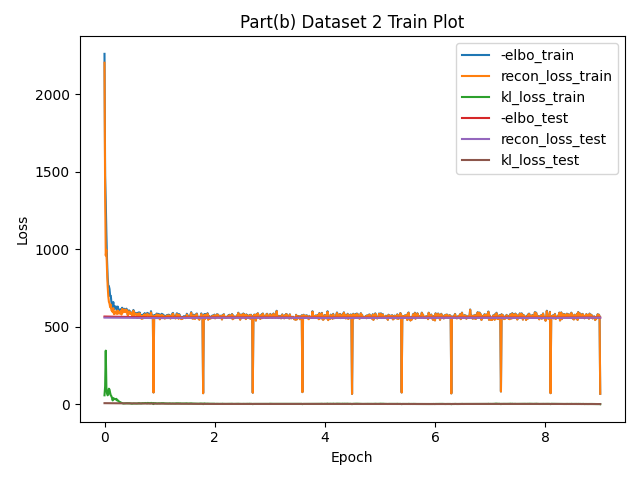 Part(b) Dataset 2 Train Plot
-elbo_train
recon_loss_train
kl_loss_train
-elbo_test
recon_loss_test
kl_loss_test
Loss
2000
1500
1000
500
0
0 2 4 6 8
Epoch